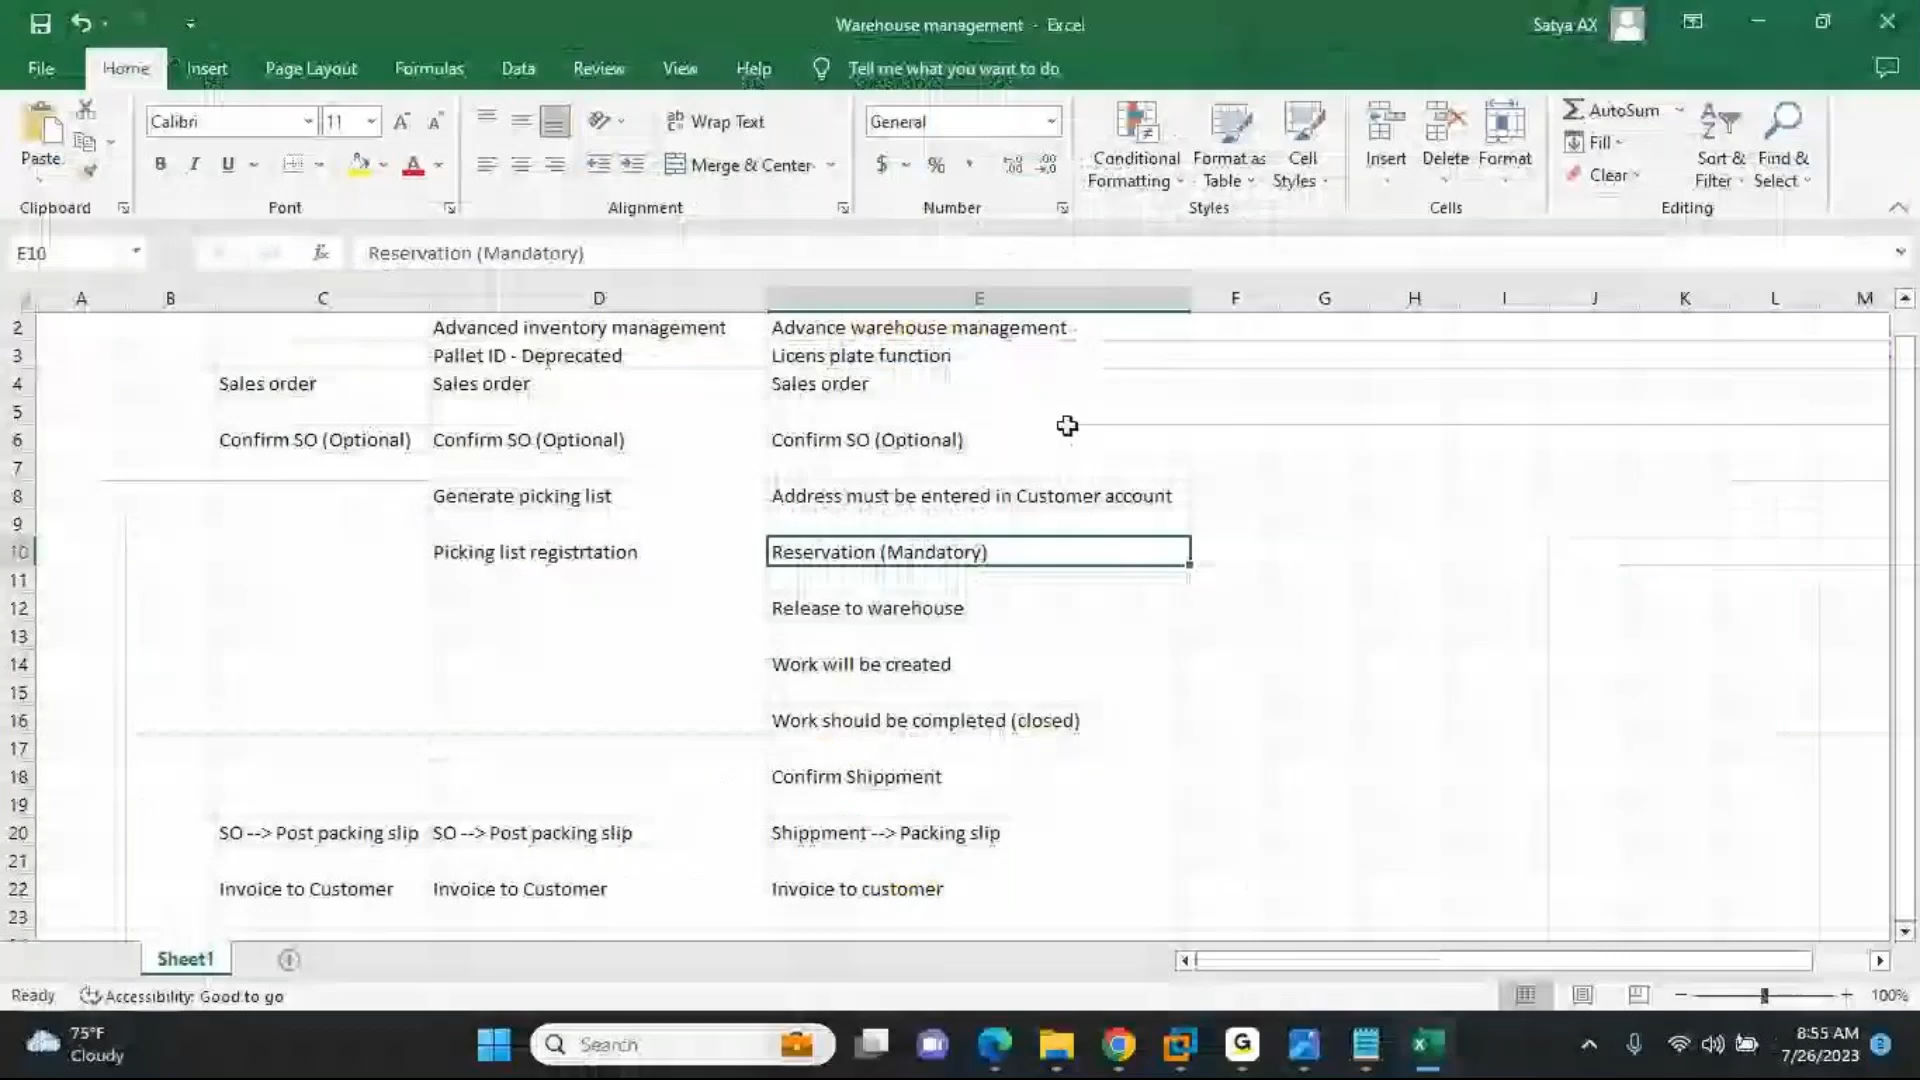 Warehouse management - Excel
Satya AX
File Home Insert Page Layout Formulas Data Review View Help Tell me what you want to do
Paste
Clipboard
Calibri 11
A A
B I U A
Font
Wrap Text
Merge & Center
Alignment
General
$ % , .00
Number
Conditional Formatting
Format as Table
Cell Styles
Styles
Insert Delete Format
Cells
AutoSum
Fill
Clear
Sort & Filter
Find & Select
Editing
E10 fx Reservation (Mandatory)
A B C D E F G H I J K L M
2 Advanced inventory management Advance warehouse management
3 Pallet ID - Deprecated Licens plate function
4 Sales order Sales order Sales order
5
6 Confirm SO (Optional) Confirm SO (Optional) Confirm SO (Optional)
7
8 Generate picking list Address must be entered in Customer account
9
10 Picking list registrtation Reservation (Mandatory)
11
12 Release to warehouse
13
14 Work will be created
15
16 Work should be completed (closed)
17
18 Confirm Shippment
19
20 SO --> Post packing slip SO --> Post packing slip Shippment --> Packing slip
21
22 Invoice to Customer Invoice to Customer Invoice to customer
23
Sheet1
Ready Accessibility: Good to go 100%
75°F
Cloudy
Search
8:55 AM
7/26/2023
2